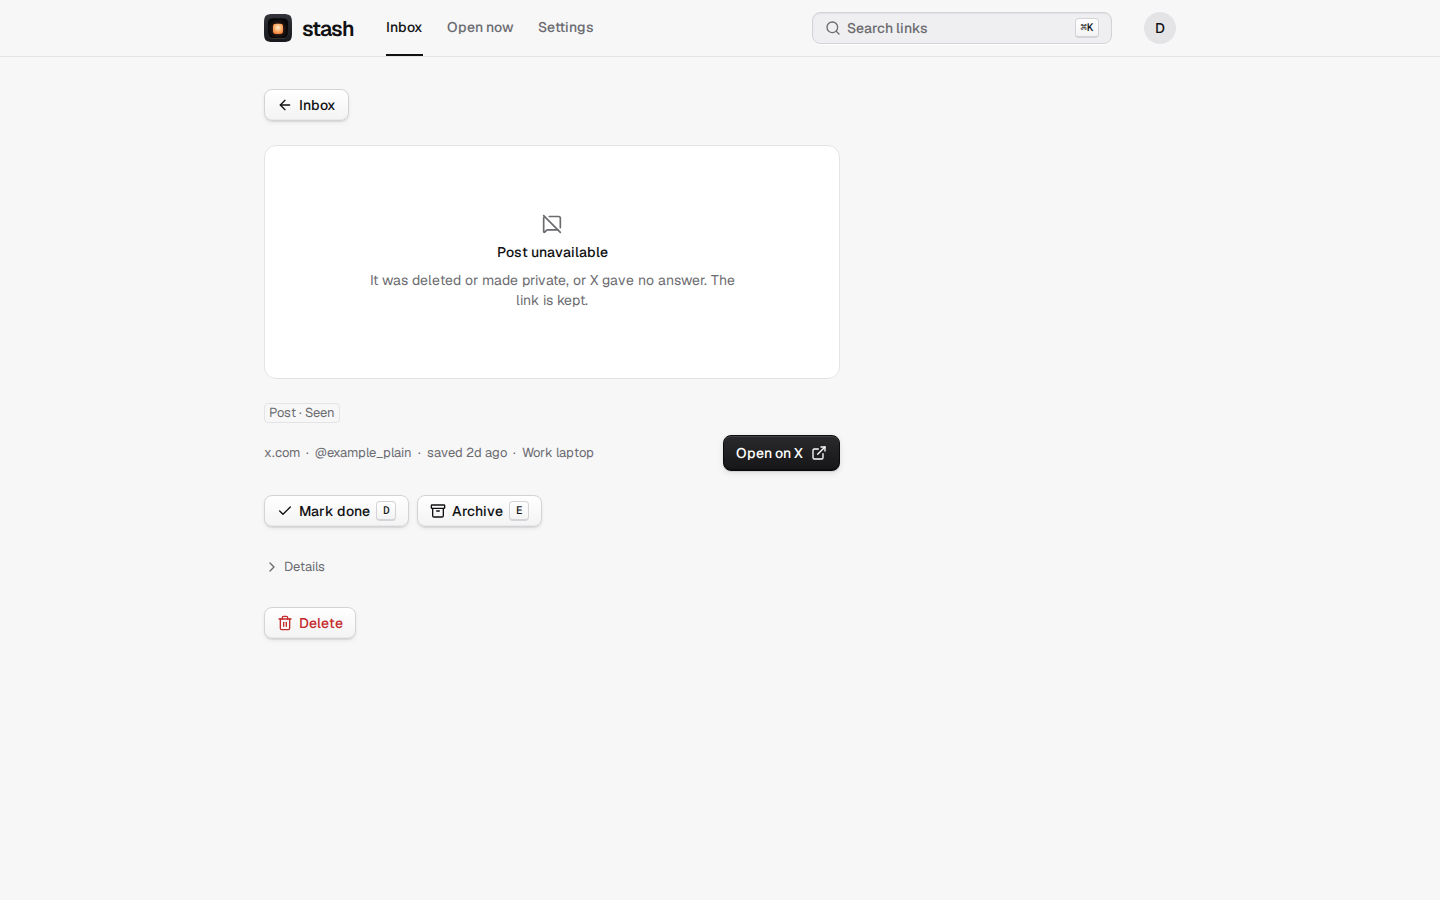 stash
Inbox
Open now
Settings
Search links
⌘K
D
Inbox
Post unavailable
It was deleted or made private, or X gave no answer. The
link is kept.
Post · Seen
x.com · @example_plain · saved 2d ago · Work laptop
Open on X
Mark done D
Archive E
Details
Delete